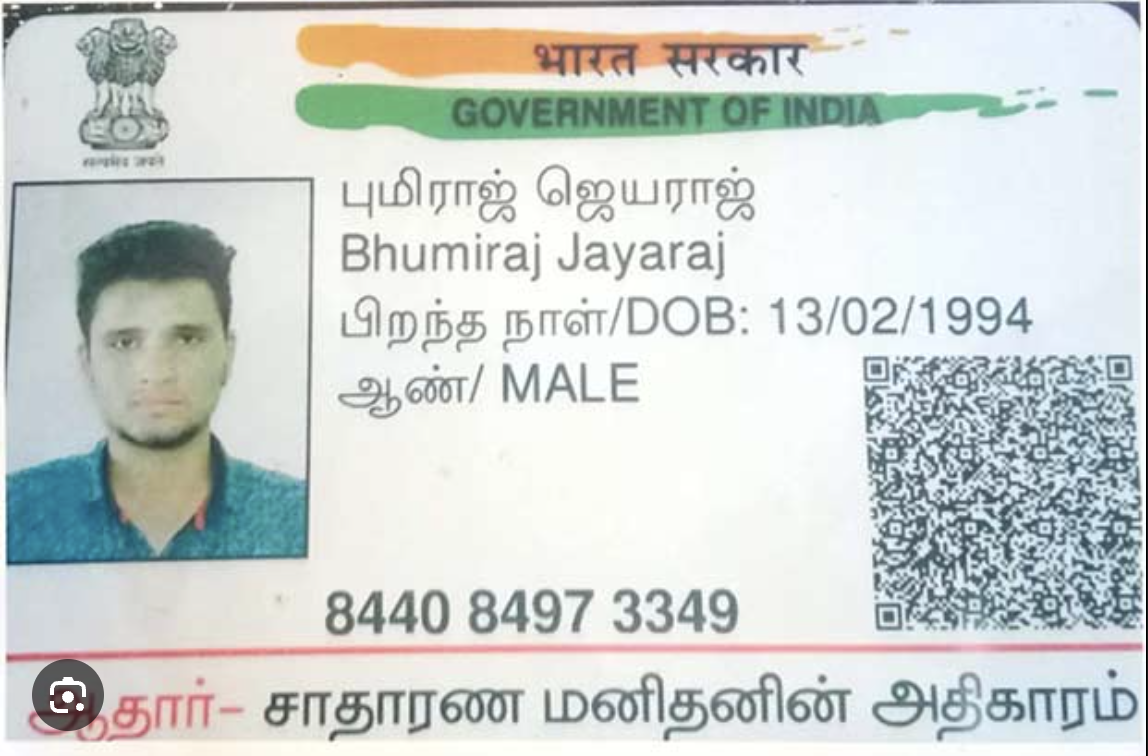 भारत सरकार
GOVERNMENT OF INDIA
सत्यमेव जयते
புமிராஜ் ஜெயராஜ்
Bhumiraj Jayaraj
பிறந்த நாள்/DOB: 13/02/1994
ஆண்/ MALE
8440 8497 3349
ஆதார்- சாதாரண மனிதனின் அதிகாரம்